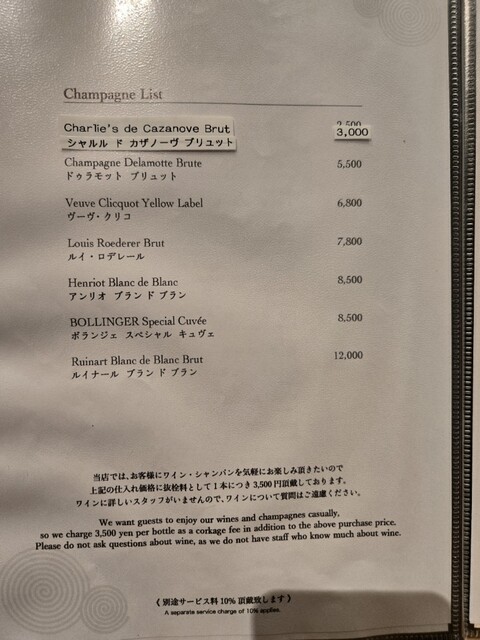 Champagne List
Charlie's de Cazanove Brut 3,000
シャルル ド カザノーヴ ブリュット
Champagne Delamotte Brute 5,500
ドゥラモット ブリュット
Veuve Clicquot Yellow Label 6,800
ヴーヴ・クリコ
Louis Roederer Brut 7,800
ルイ・ロデレール
Henriot Blanc de Blanc 8,500
アンリオ ブラン ド ブラン
BOLLINGER Special Cuvée 8,500
ボランジェ スペシャル キュヴェ
Ruinart Blanc de Blanc Brut 12,000
ルイナール ブラン ド ブラン
当店では、お客様にワイン・シャンパンを気軽にお楽しみ頂きたいので
上記の仕入れ価格に抜栓料として1本につき3,500円頂戴しております。
ワインに詳しいスタッフがいませんので、ワインについて質問はご遠慮ください。
We want guests to enjoy our wines and champagnes casually,
so we charge 3,500 yen per bottle as a corkage fee in addition to the above purchase price.
Please do not ask questions about wine, as we do not have staff who know much about wine.
《 別途サービス料10% 頂戴致します 》
A separate service charge of 10% applies.